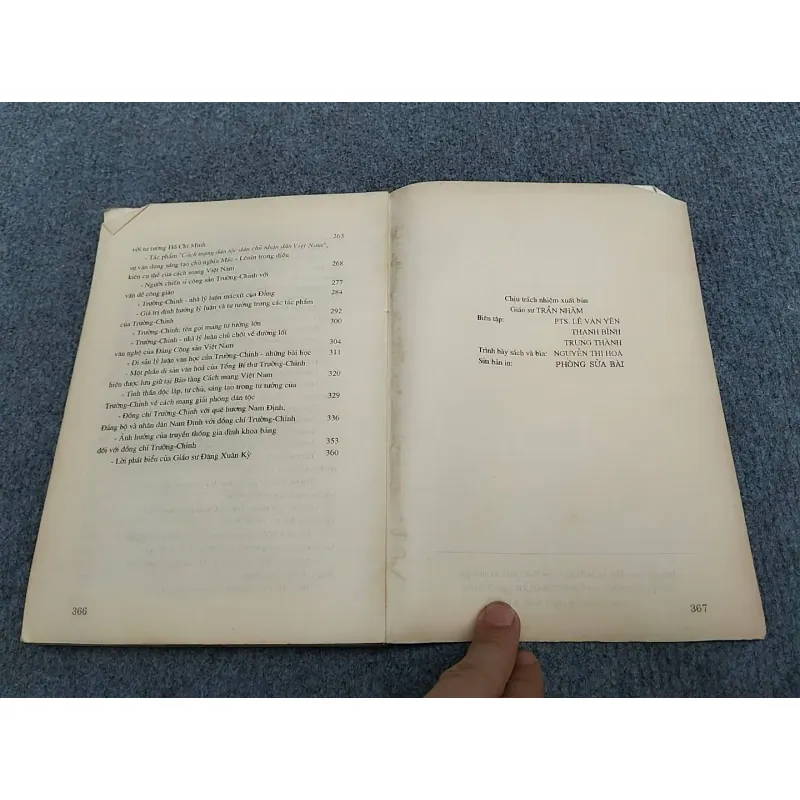 với tư tưởng Hồ Chí Minh 263
- Tác phẩm "Cách mạng dân tộc dân chủ nhân dân Việt Nam",
sự vận dụng sáng tạo chủ nghĩa Mác - Lênin trong điều
kiện cụ thể của cách mạng Việt Nam 268
- Người chiến sĩ cộng sản Trường-Chinh với
vấn đề công giáo 277
- Trường-Chinh - nhà lý luận mácxít của Đảng 284
- Giá trị định hướng lý luận và tư tưởng trong các tác phẩm
của Trường-Chinh 292
- Trường-Chinh: tên gọi mang tư tưởng lớn 300
- Trường-Chinh - nhà lý luận chủ chốt về đường lối
văn nghệ của Đảng Cộng sản Việt Nam 304
- Di sản lý luận văn học của Trường-Chinh - những bài học 311
- Một phần di sản văn hoá của Tổng Bí thư Trường-Chinh
hiện được lưu giữ tại Bảo tàng Cách mạng Việt Nam 320
- Tinh thần độc lập, tự chủ, sáng tạo trong tư tưởng của
Trường-Chinh về cách mạng giải phóng dân tộc 329
- Đồng chí Trường-Chinh với quê hương Nam Định;
Đảng bộ và nhân dân Nam Định với đồng chí Trường-Chinh 336
- Ảnh hưởng của truyền thống gia đình khoa bảng
đối với đồng chí Trường-Chinh 353
- Lời phát biểu của Giáo sư Đặng Xuân Kỳ 360
366
Chịu trách nhiệm xuất bản
Giáo sư TRẦN NHÂM
Biên tập: PTS. LÊ VĂN YÊN
THANH BÌNH
TRUNG THÀNH
Trình bày sách và bìa: NGUYỄN THỊ HOÀ
Sửa bản in: PHÒNG SỬA BÀI
367